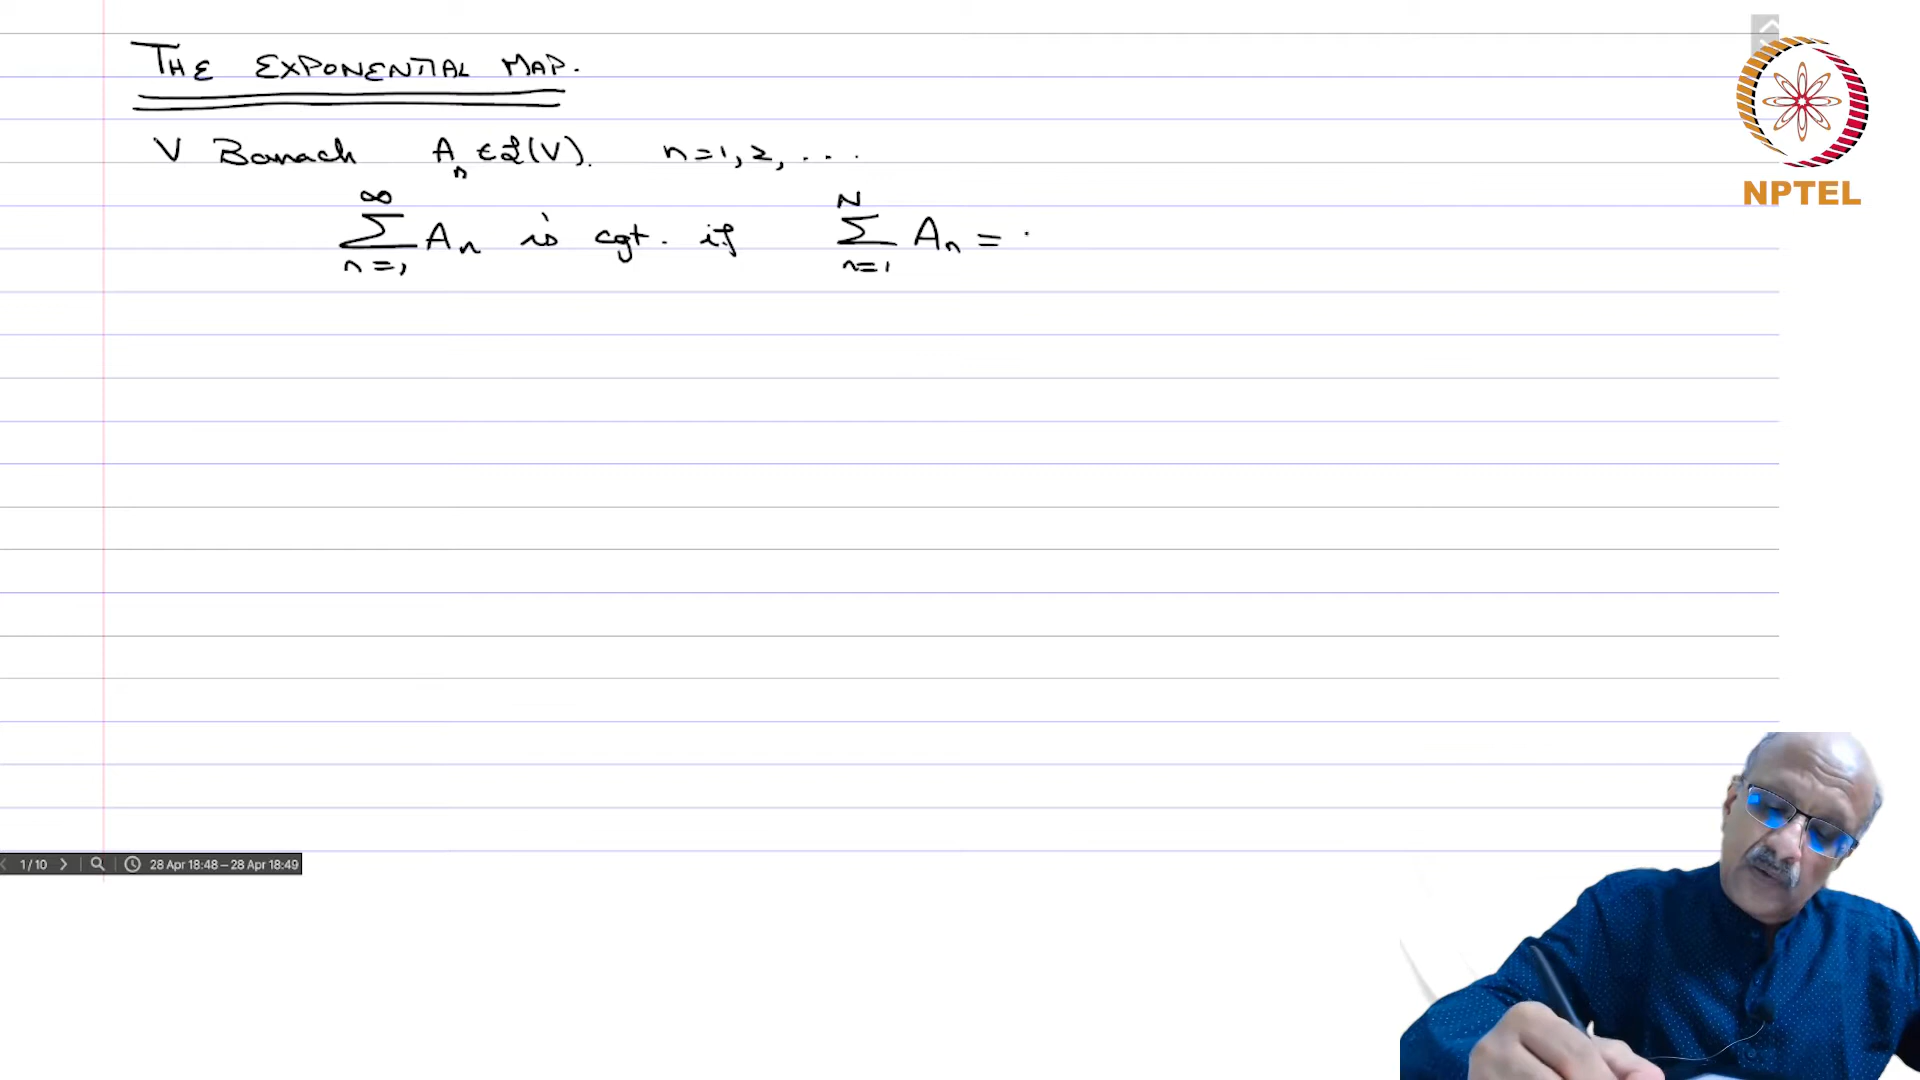 THE EXPONENTIAL MAP.
V Banach Aₙ ∈ ℒ(V). n=1,2,...
∑_{n=1}^{∞} Aₙ is cgt. if ∑_{n=1}^{N} Aₙ =
NPTEL
1/10 28 Apr 18:48 – 28 Apr 18:49